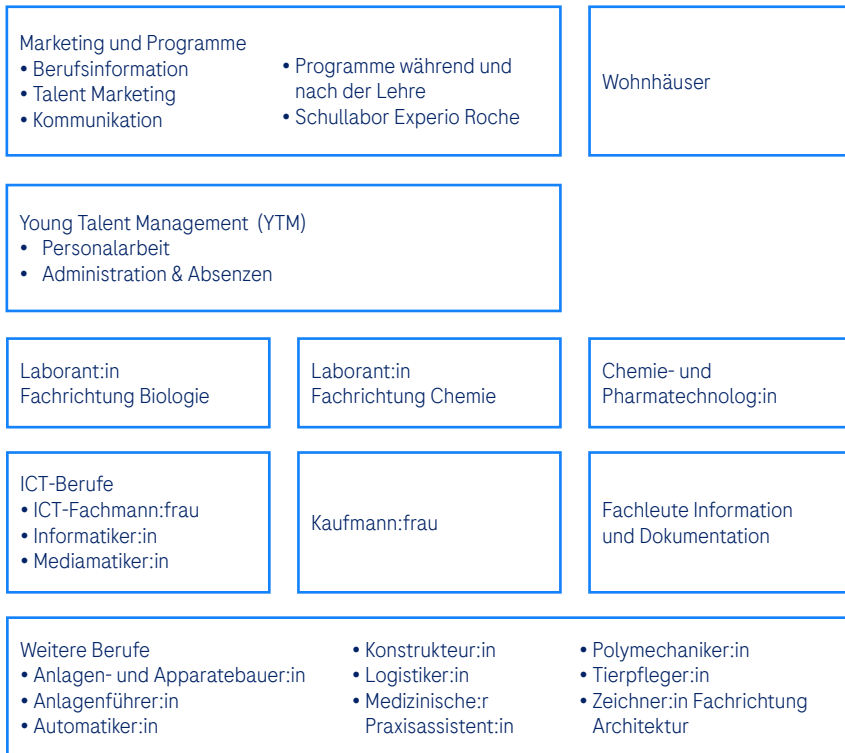 Marketing und Programme
• Berufsinformation
• Talent Marketing
• Kommunikation
• Programme während und
nach der Lehre
• Schullabor Experio Roche
Wohnhäuser
Young Talent Management (YTM)
• Personalarbeit
• Administration & Absenzen
Laborant:in
Fachrichtung Biologie
Laborant:in
Fachrichtung Chemie
Chemie- und
Pharmatechnolog:in
ICT-Berufe
• ICT-Fachmann:frau
• Informatiker:in
• Mediamatiker:in
Kaufmann:frau
Fachleute Information
und Dokumentation
Weitere Berufe
• Anlagen- und Apparatebauer:in
• Anlagenführer:in
• Automatiker:in
• Konstrukteur:in
• Logistiker:in
• Medizinische:r
Praxisassistent:in
• Polymechaniker:in
• Tierpfleger:in
• Zeichner:in Fachrichtung
Architektur